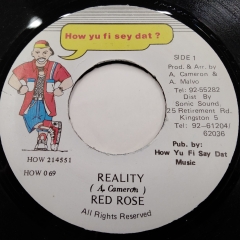 How yu fi sey dat ?
SIDE 1
Prod & Arr by
A. Cameron &
A. Malvo
Tel: 92-55282
Dist By
Sonic Sound
25 Retirement Rd
Kingston 5
Tel: 92-61204/
62036
Pub. by:
How Yu Fi Say Dat
Music
HOW 214551
HOW 069
REALITY
( A. Cameron )
RED ROSE
All Rights Reserved